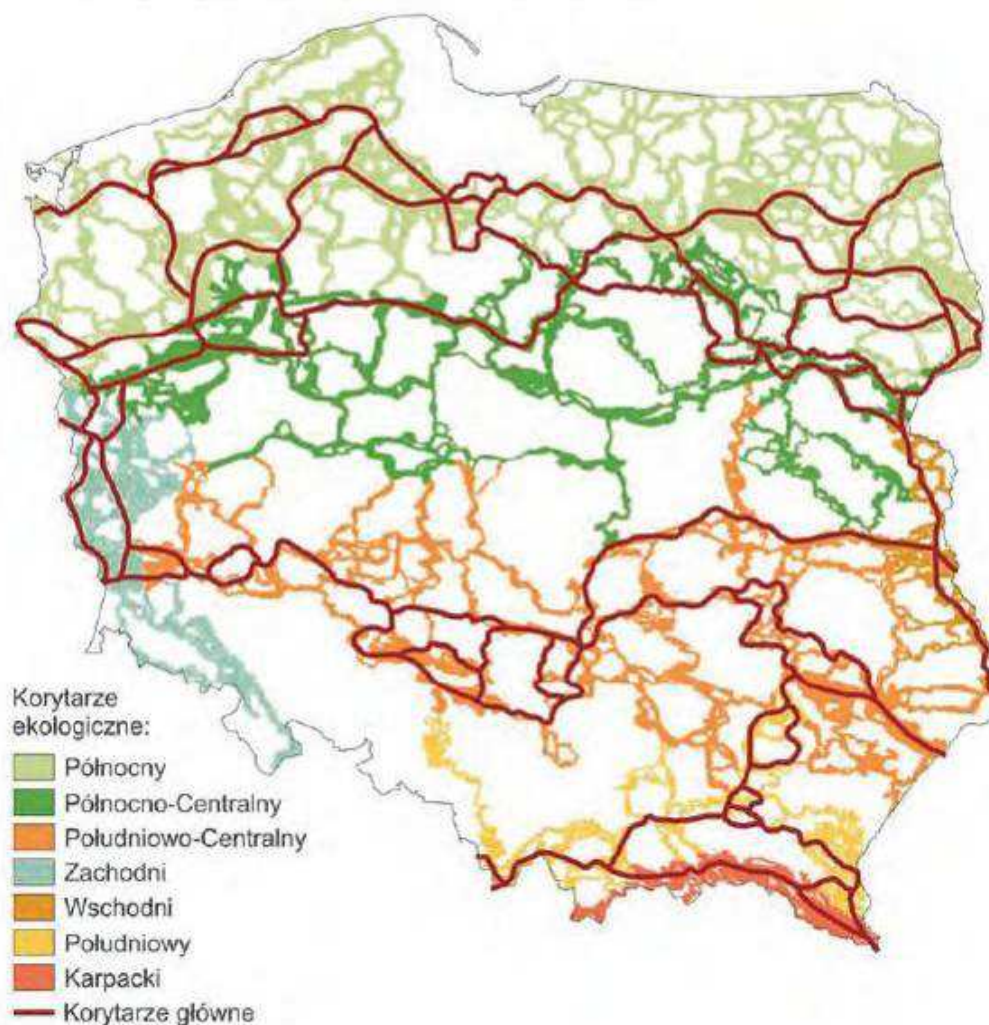 Korytarze
ekologiczne:
Północny
Północno-Centralny
Południowo-Centralny
Zachodni
Wschodni
Południowy
Karpacki
Korytarze główne